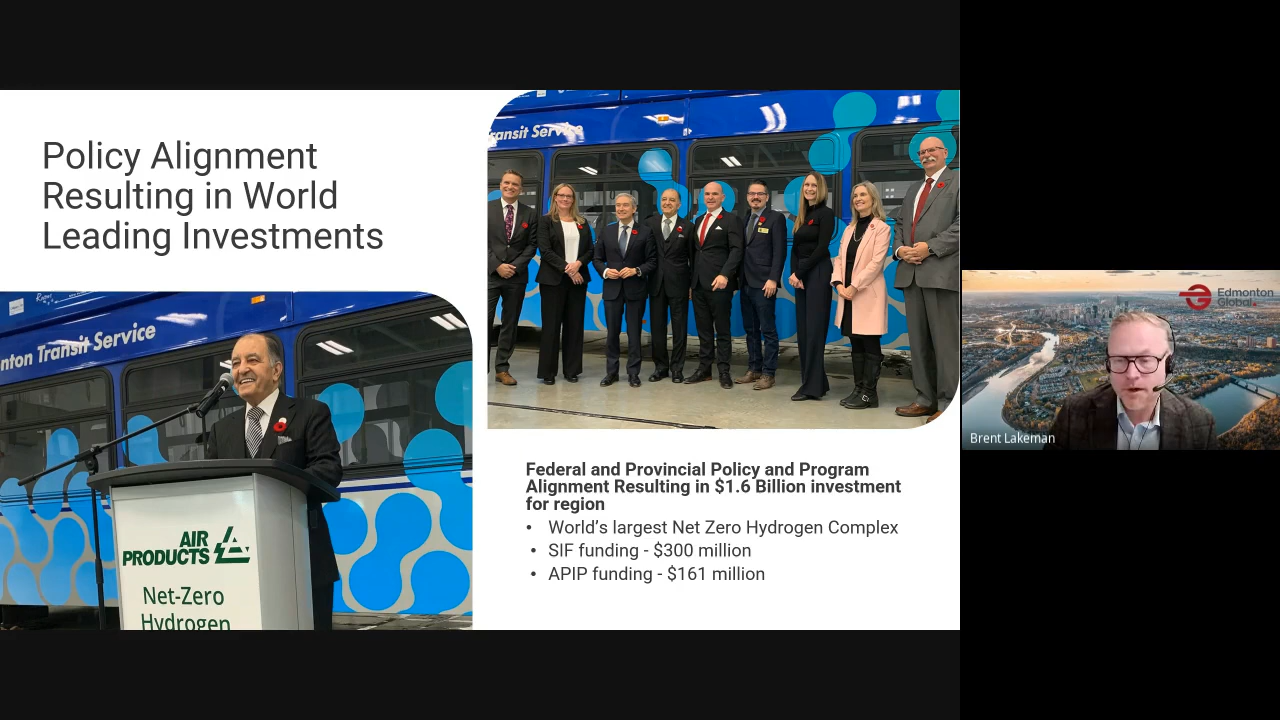 Policy Alignment
Resulting in World
Leading Investments
ransit Service
nton Transit Service
AIR
PRODUCTS
Net-Zero
Hydrogen
Federal and Provincial Policy and Program
Alignment Resulting in $1.6 Billion investment
for region
• World’s largest Net Zero Hydrogen Complex
• SIF funding - $300 million
• APIP funding - $161 million
Edmonton
Global
Brent Lakeman